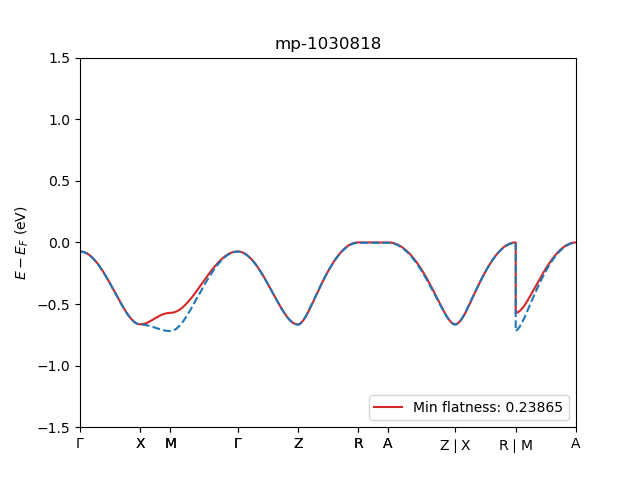 mp-1030818
E − E_F (eV)
1.5
1.0
0.5
0.0
−0.5
−1.0
−1.5
Min flatness: 0.23865
Γ X M Γ Z R A Z | X R | M A